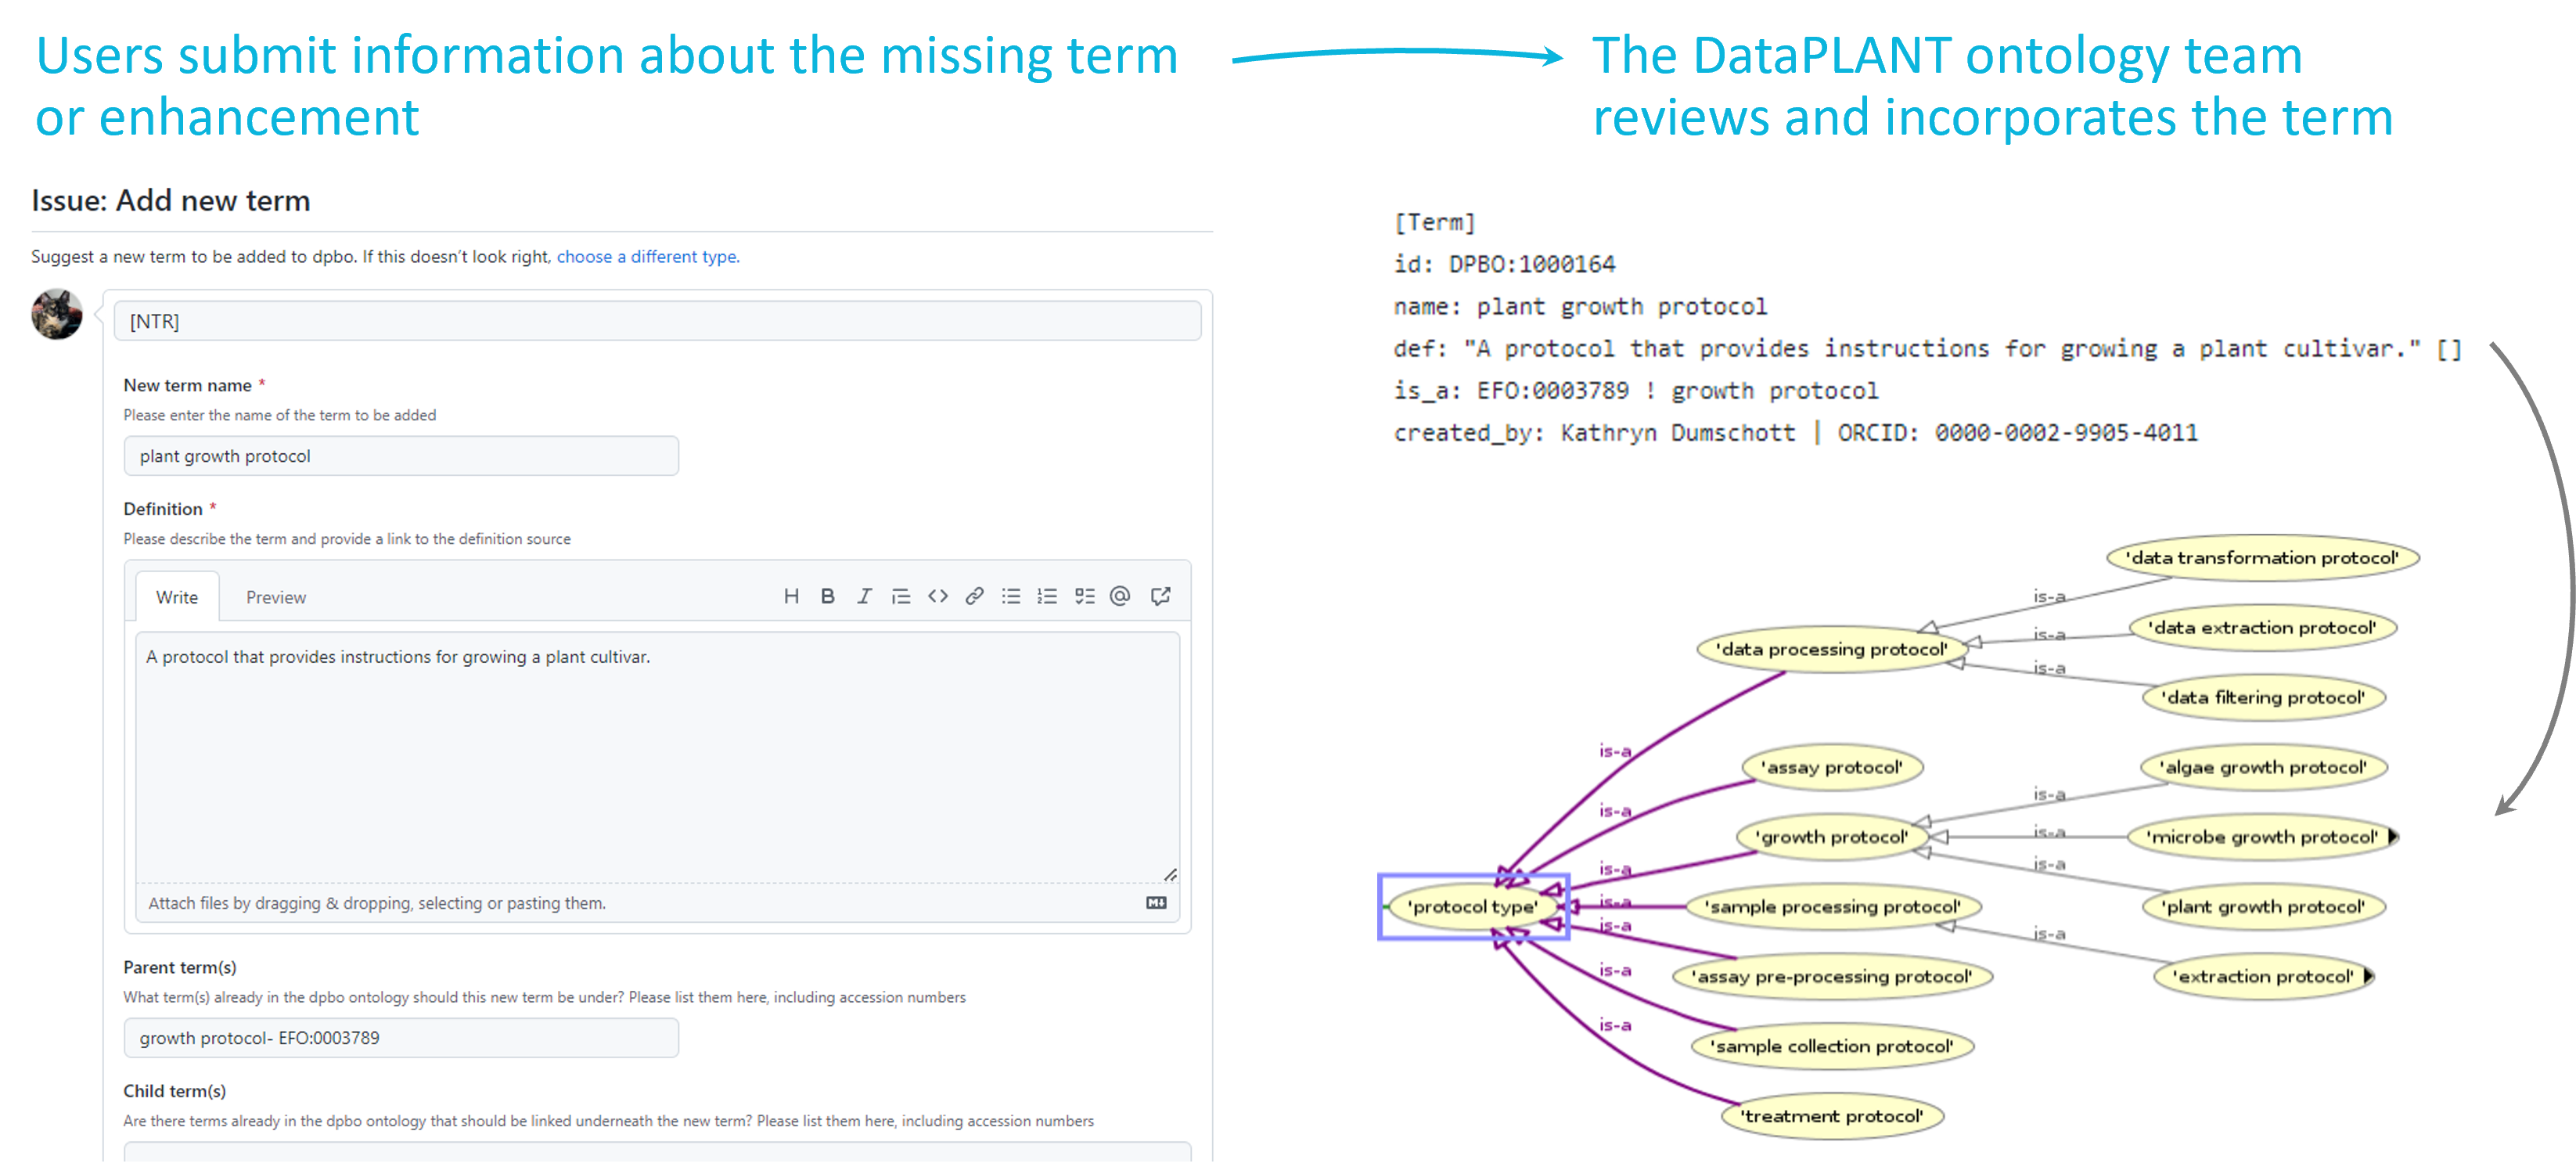 Users submit information about the missing term
or enhancement
The DataPLANT ontology team
reviews and incorporates the term
Issue: Add new term
Suggest a new term to be added to dpbo. If this doesn't look right, choose a different type.
[NTR]
New term name *
Please enter the name of the term to be added
plant growth protocol
Definition *
Please describe the term and provide a link to the definition source
Write Preview
A protocol that provides instructions for growing a plant cultivar.
Attach files by dragging & dropping, selecting or pasting them.
Parent term(s)
What term(s) already in the dpbo ontology should this new term be under? Please list them here, including accession numbers
growth protocol- EFO:0003789
Child term(s)
Are there terms already in the dpbo ontology that should be linked underneath the new term? Please list them here, including accession numbers
[Term]
id: DPBO:1000164
name: plant growth protocol
def: "A protocol that provides instructions for growing a plant cultivar." []
is_a: EFO:0003789 ! growth protocol
created_by: Kathryn Dumschott | ORCID: 0000-0002-9905-4011
'data transformation protocol'
is-a
'data extraction protocol'
is-a
'data processing protocol'
is-a
'data filtering protocol'
is-a
'assay protocol'
'algae growth protocol'
is-a
is-a
'growth protocol'
is-a
'microbe growth protocol'
is-a
is-a
'protocol type'
is-a
'sample processing protocol'
'plant growth protocol'
is-a
is-a
'assay pre-processing protocol'
'extraction protocol'
is-a
'sample collection protocol'
is-a
'treatment protocol'